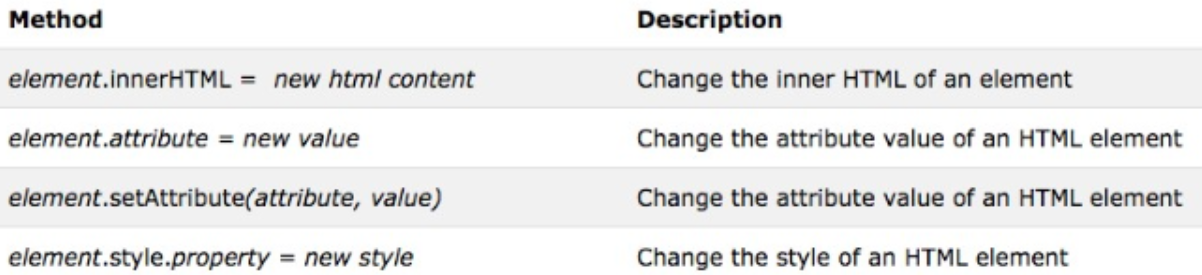 Method Description
element.innerHTML = new html content Change the inner HTML of an element
element.attribute = new value Change the attribute value of an HTML element
element.setAttribute(attribute, value) Change the attribute value of an HTML element
element.style.property = new style Change the style of an HTML element